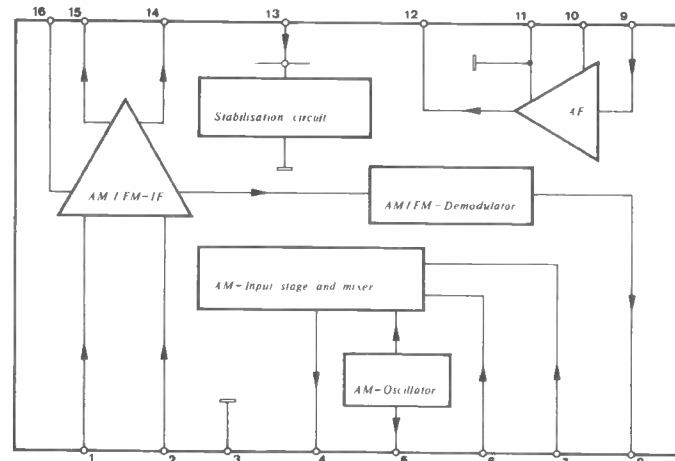 16 15 14 13 12 11 10 9
AF
Stabilisation circuit
AM/FM-IF
AM/FM-Demodulator
AM-Input stage and mixer
AM-Oscillator
1 2 3 4 5 6 7 8